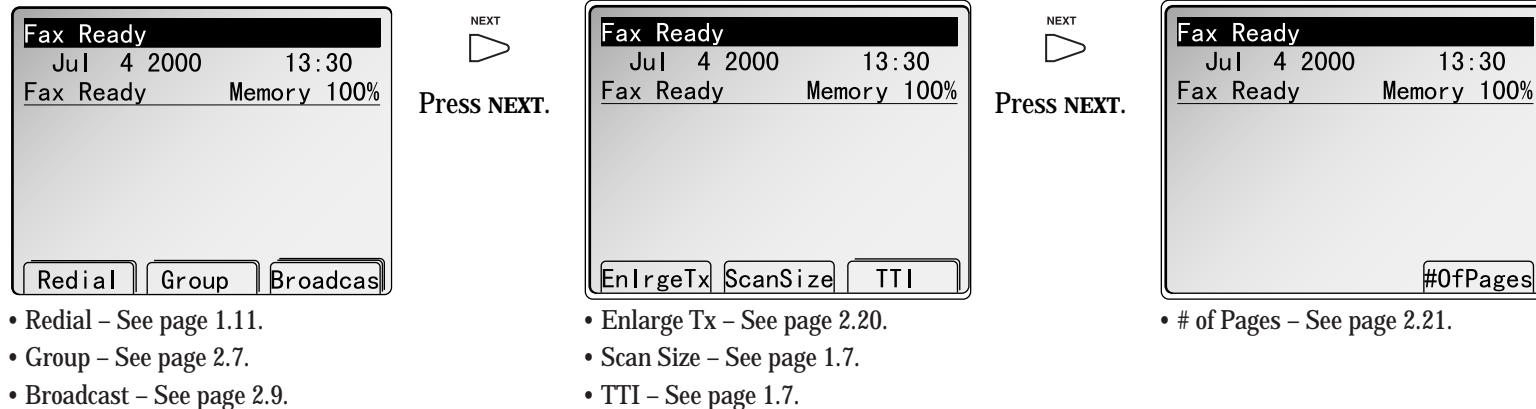 Fax Ready
Jul 4 2000 13:30
Fax Ready Memory 100%
Redial Group Broadcas
• Redial – See page 1.11.
• Group – See page 2.7.
• Broadcast – See page 2.9.
NEXT
Press NEXT.
Fax Ready
Jul 4 2000 13:30
Fax Ready Memory 100%
EnlrgeTx ScanSize TTI
• Enlarge Tx – See page 2.20.
• Scan Size – See page 1.7.
• TTI – See page 1.7.
NEXT
Press NEXT.
Fax Ready
Jul 4 2000 13:30
Fax Ready Memory 100%
#OfPages
• # of Pages – See page 2.21.